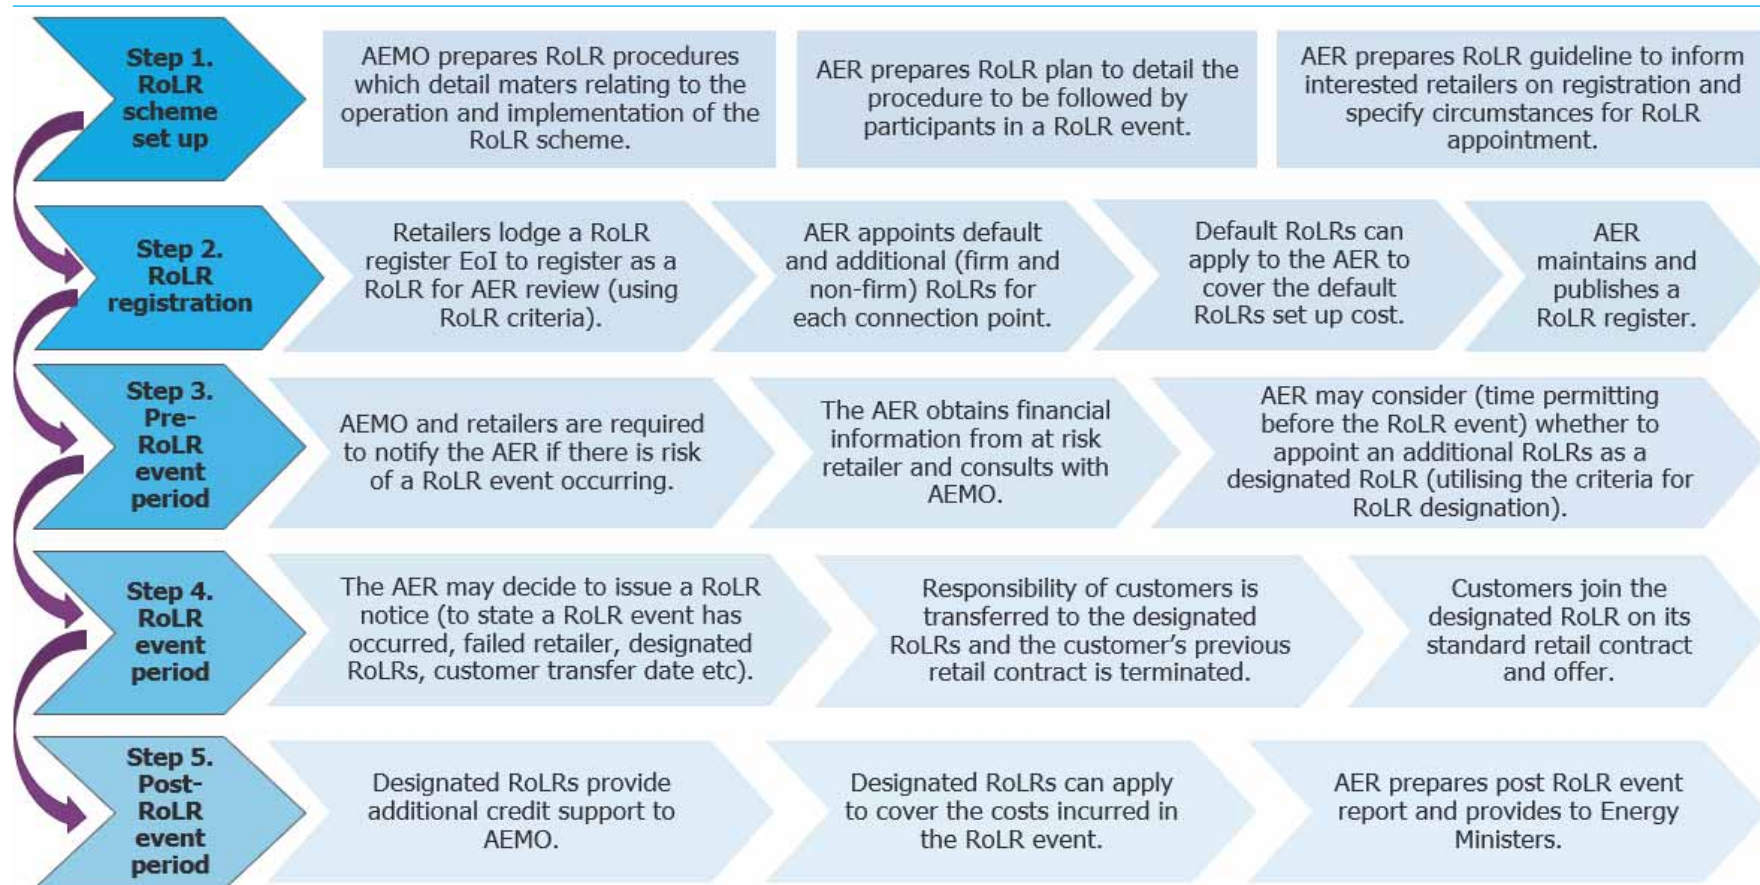 Step 1.
RoLR
scheme
set up
AEMO prepares RoLR procedures
which detail maters relating to the
operation and implementation of the
RoLR scheme.
AER prepares RoLR plan to detail the
procedure to be followed by
participants in a RoLR event.
AER prepares RoLR guideline to inform
interested retailers on registration and
specify circumstances for RoLR
appointment.
Step 2.
RoLR
registration
Retailers lodge a RoLR
register EoI to register as a
RoLR for AER review (using
RoLR criteria).
AER appoints default
and additional (firm and
non-firm) RoLRs for
each connection point.
Default RoLRs can
apply to the AER to
cover the default
RoLRs set up cost.
AER
maintains and
publishes a
RoLR register.
Step 3.
Pre-
RoLR
event
period
AEMO and retailers are required
to notify the AER if there is risk
of a RoLR event occurring.
The AER obtains financial
information from at risk
retailer and consults with
AEMO.
AER may consider (time permitting
before the RoLR event) whether to
appoint an additional RoLRs as a
designated RoLR (utilising the criteria for
RoLR designation).
Step 4.
RoLR
event
period
The AER may decide to issue a RoLR
notice (to state a RoLR event has
occurred, failed retailer, designated
RoLRs, customer transfer date etc).
Responsibility of customers is
transferred to the designated
RoLRs and the customer's previous
retail contract is terminated.
Customers join the
designated RoLR on its
standard retail contract
and offer.
Step 5.
Post-
RoLR
event
period
Designated RoLRs provide
additional credit support to
AEMO.
Designated RoLRs can apply
to cover the costs incurred in
the RoLR event.
AER prepares post RoLR event
report and provides to Energy
Ministers.